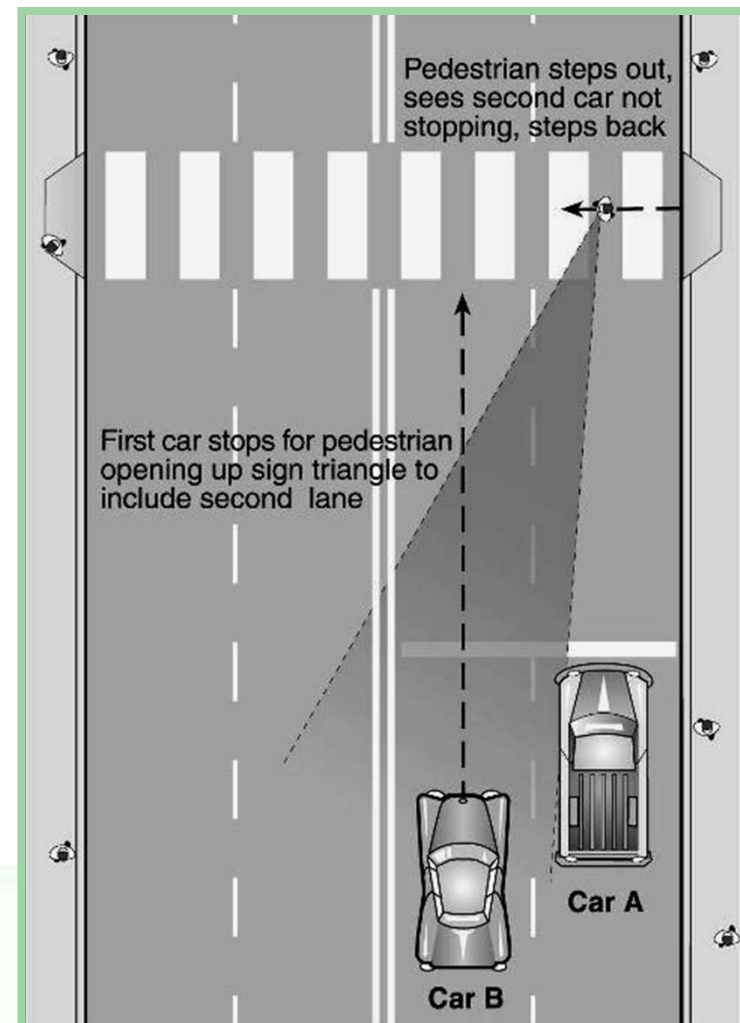 Pedestrian steps out,
sees second car not
stopping, steps back
First car stops for pedestrian
opening up sign triangle to
include second lane
Car A
Car B